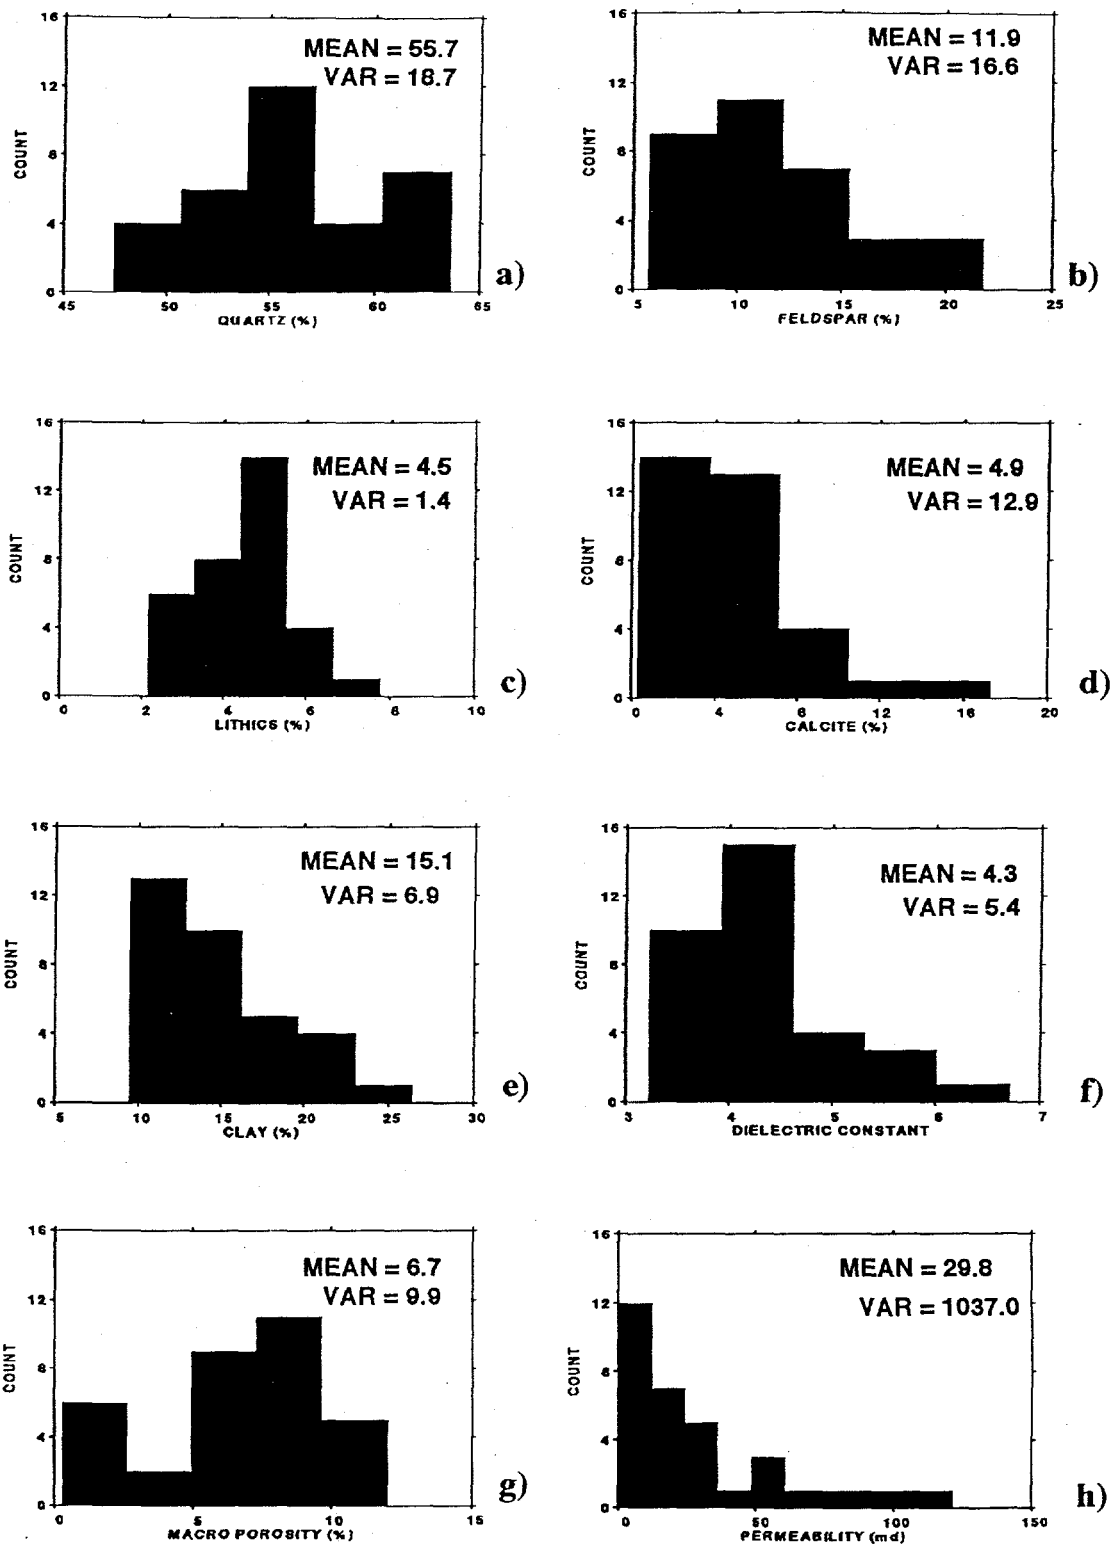 16
MEAN = 55.7
VAR = 18.7
12
COUNT
8
4
0
45 50 55 60 65
QUARTZ (%)
a)
16
MEAN = 11.9
VAR = 16.6
12
COUNT
8
4
0
5 10 15 20 25
FELDSPAR (%)
b)
16
MEAN = 4.5
VAR = 1.4
12
COUNT
8
4
0
0 2 4 6 8 10
LITHICS (%)
c)
16
MEAN = 4.9
VAR = 12.9
12
COUNT
8
4
0
0 4 8 12 16 20
CALCITE (%)
d)
16
MEAN = 15.1
VAR = 6.9
12
COUNT
8
4
0
5 10 15 20 25 30
CLAY (%)
e)
16
MEAN = 4.3
VAR = 5.4
12
COUNT
8
4
0
3 4 5 6 7
DIELECTRIC CONSTANT
f)
16
MEAN = 6.7
VAR = 9.9
12
COUNT
8
4
0
0 5 10 15
MACRO POROSITY (%)
g)
16
MEAN = 29.8
VAR = 1037.0
12
COUNT
8
4
0
0 50 100 150
PERMEABILITY (md)
h)